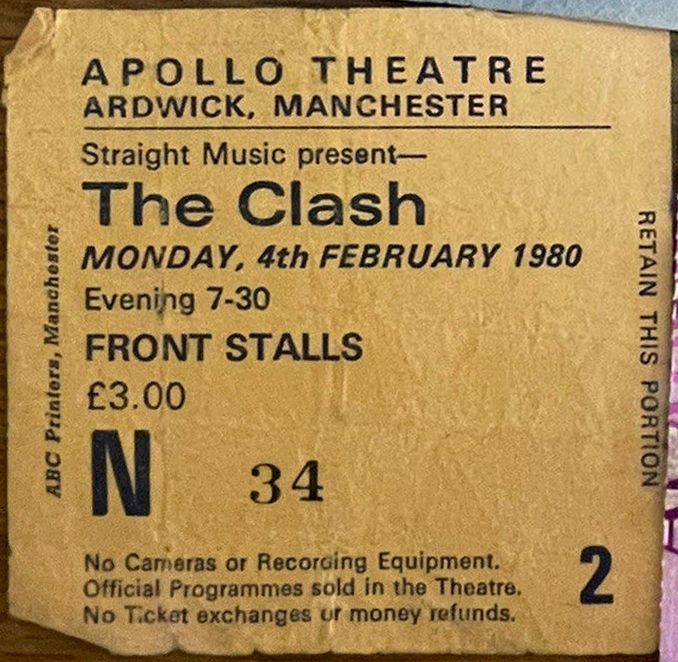 APOLLO THEATRE
ARDWICK, MANCHESTER
Straight Music present—
The Clash
MONDAY, 4th FEBRUARY 1980
Evening 7-30
FRONT STALLS
£3.00
N 34
No Cameras or Recording Equipment.
Official Programmes sold in the Theatre.
No Ticket exchanges or money refunds.
2
ABC Printers, Manchester
RETAIN THIS PORTION